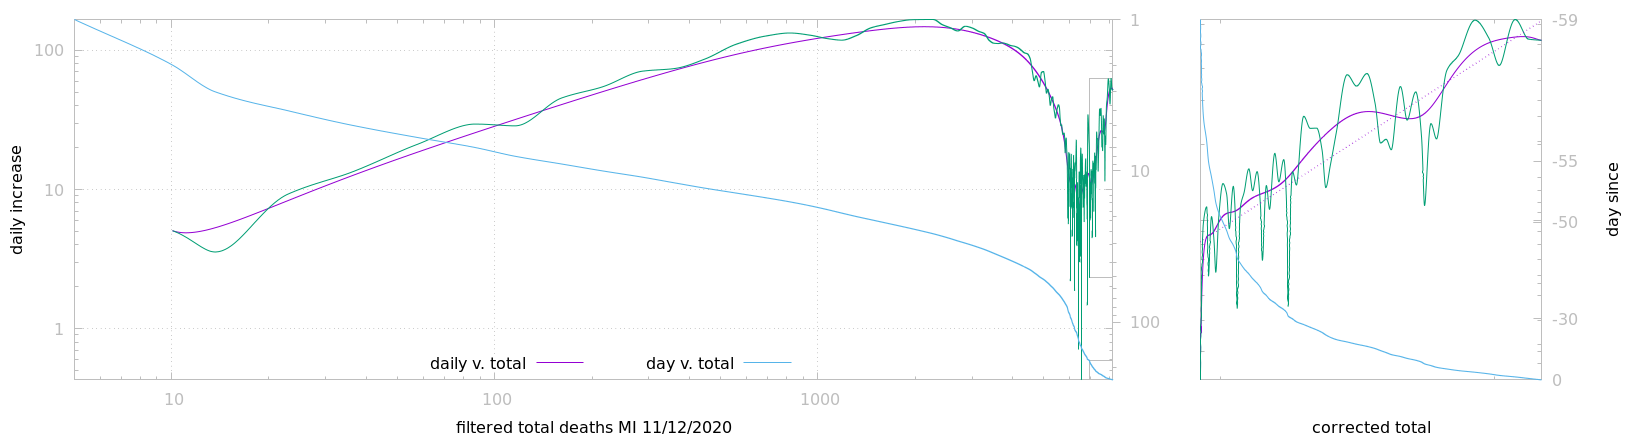 1
-59
100
10
-55
daily increase
day since
10
-50
1
100
-30
daily v. total
day v. total
0
10
100
1000
filtered total deaths MI 11/12/2020
corrected total